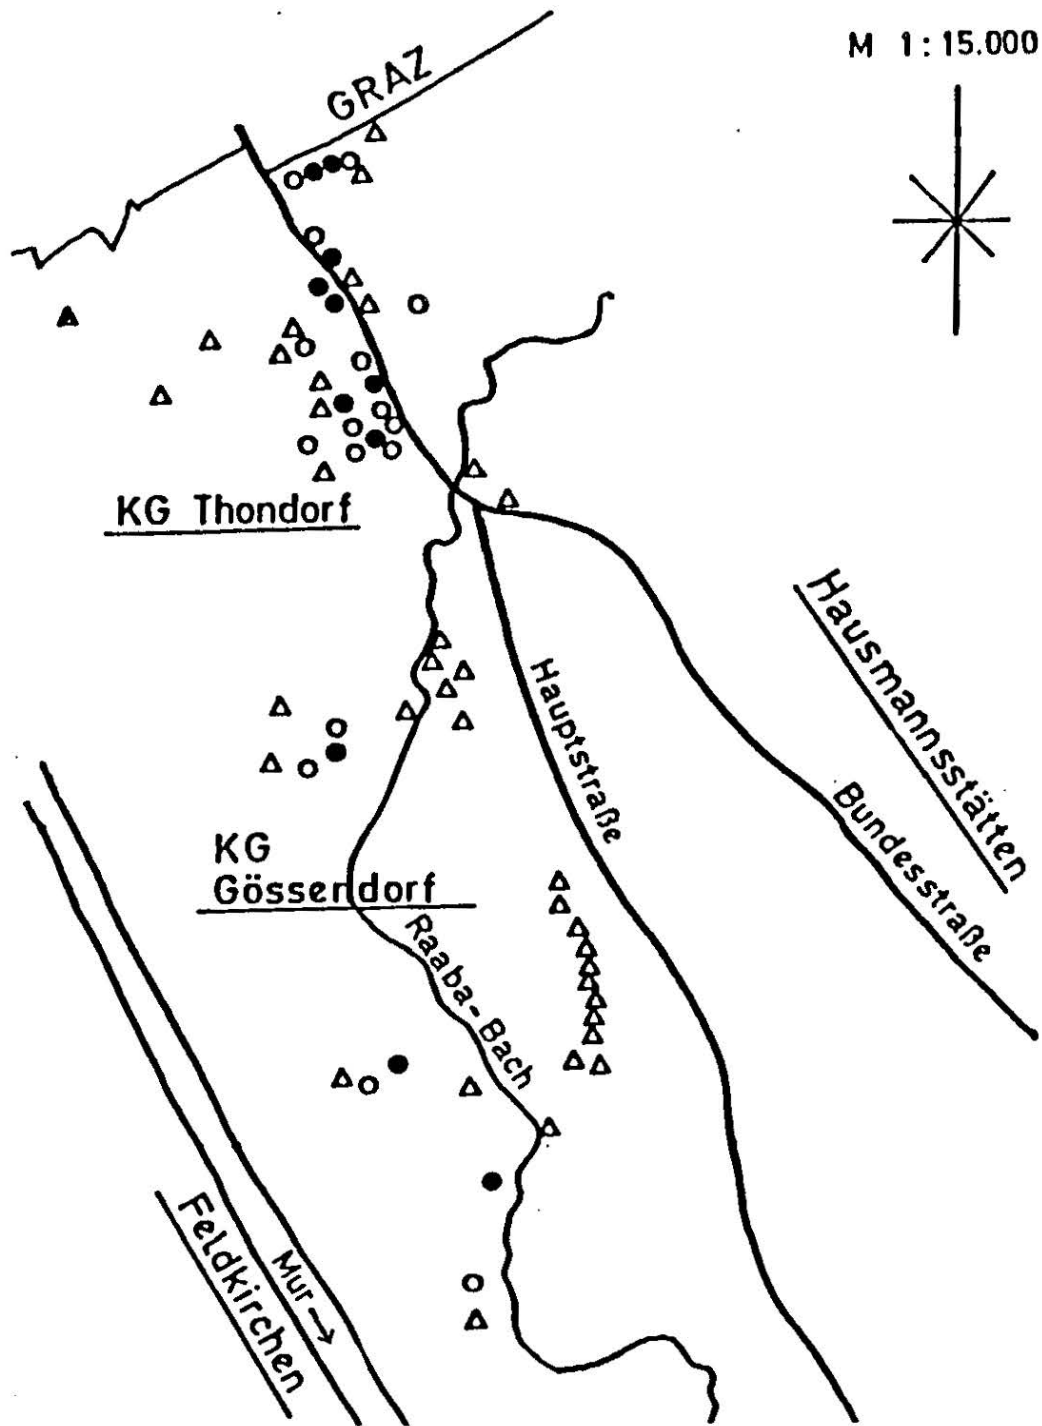 M 1:15.000
GRAZ
KG Thondorf
Hausmannsstätten
Hauptstraße
Bundesstraße
KG
Gössendorf
Raaba-Bach
Feldkirchen
Mur →